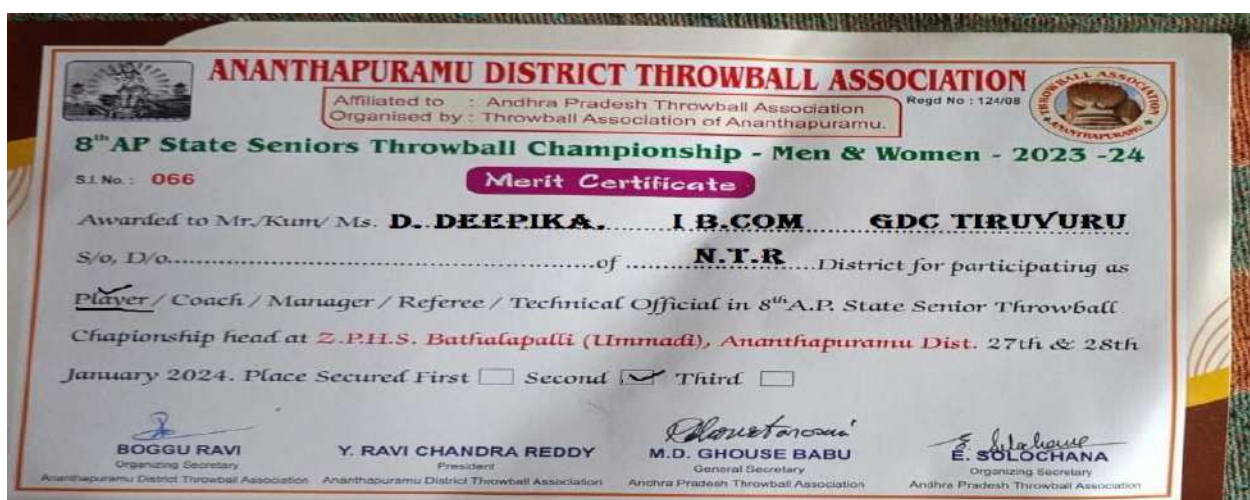 ANANTHAPURAMU DISTRICT THROWBALL ASSOCIATION
Affiliated to : Andhra Pradesh Throwball Association
Regd No : 124/08
Organised by : Throwball Association of Ananthapuramu.
THROWBALL ASSOCIATION
ANANTHAPURAMU
8th AP State Seniors Throwball Championship - Men & Women - 2023 -24
S.I. No. : 066
Merit Certificate
Awarded to Mr./Kum/ Ms. D. DEEPIKA. I B.COM GDC TIRUVURU
S/o, D/o..........of ..........N.T.R.....District for participating as
Player / Coach / Manager / Referee / Technical Official in 8th A.P. State Senior Throwball
Chapionship head at Z.P.H.S. Bathalapalli (Ummadi), Ananthapuramu Dist. 27th & 28th
January 2024. Place Secured First Second ✓ Third
BOGGU RAVI
Organizing Secretary
Ananthapuramu District Throwball Association
Y. RAVI CHANDRA REDDY
President
Ananthapuramu District Throwball Association
M.D. GHOUSE BABU
General Secretary
Andhra Pradesh Throwball Association
E. SOLOCHANA
Organizing Secretary
Andhra Pradesh Throwball Association